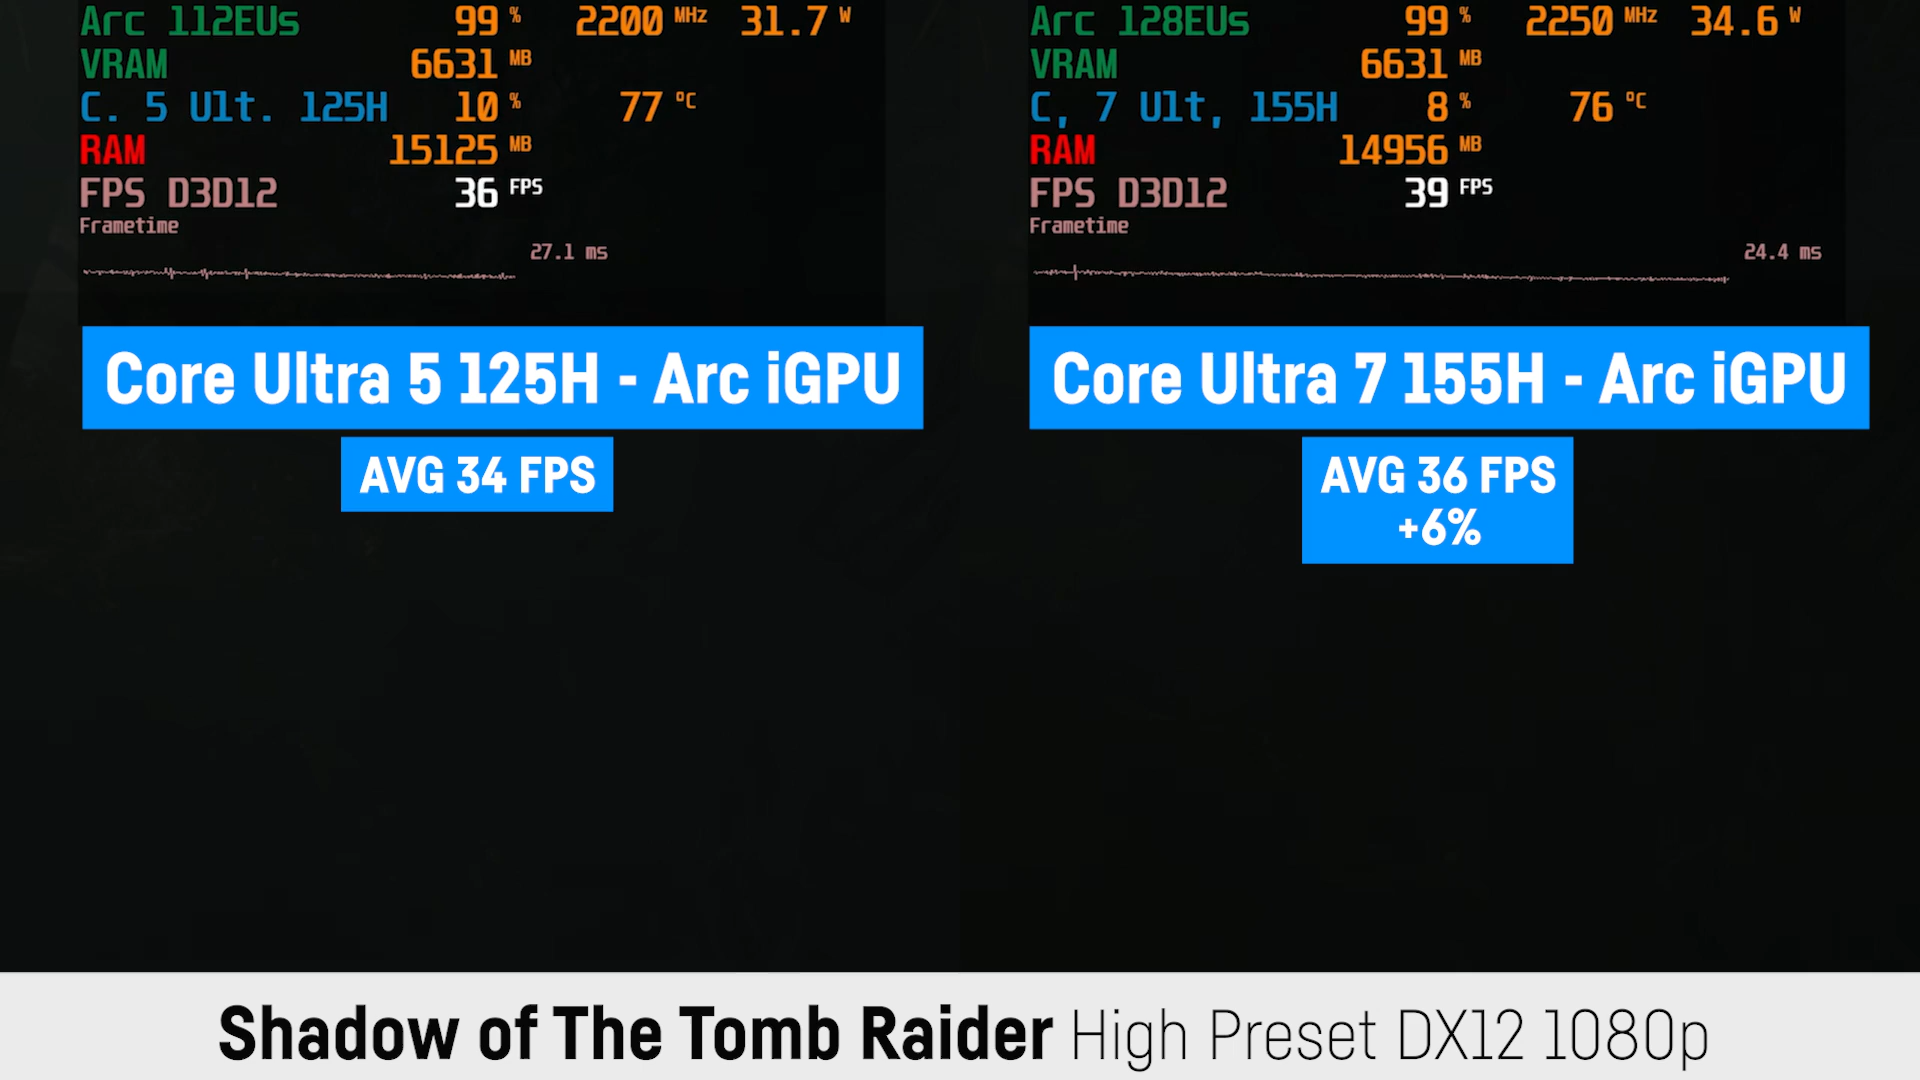 Arc 112EUs 99 % 2200 MHz 31.7 W
VRAM 6631 MB
C. 5 Ult. 125H 10 % 77 °C
RAM 15125 MB
FPS D3D12 36 FPS
Frametime
27.1 ms
Core Ultra 5 125H - Arc iGPU
AVG 34 FPS
Arc 128EUs 99 % 2250 MHz 34.6 W
VRAM 6631 MB
C, 7 Ult, 155H 8 % 76 °C
RAM 14956 MB
FPS D3D12 39 FPS
Frametime
24.4 ms
Core Ultra 7 155H - Arc iGPU
AVG 36 FPS
+6%
Shadow of The Tomb Raider High Preset DX12 1080p